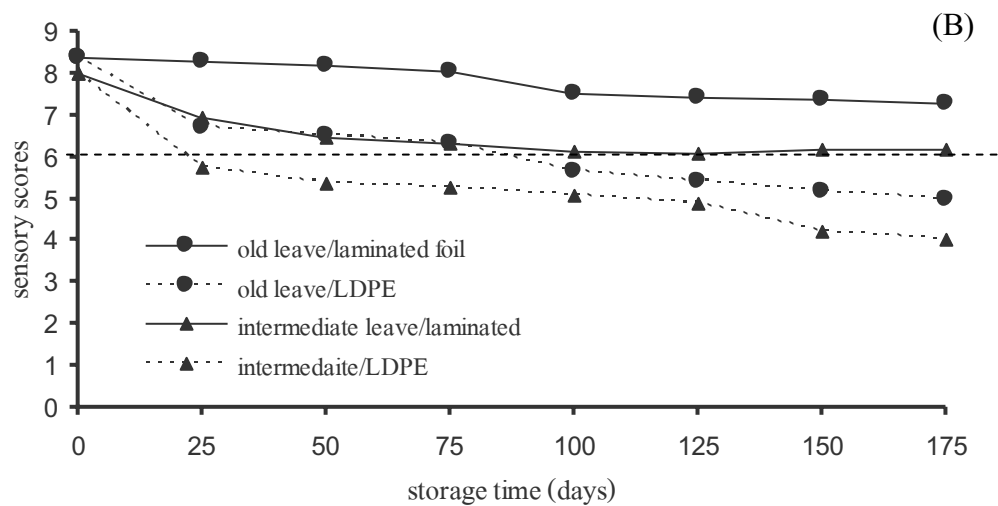 (B)
sensory scores
9
8
7
6
5
4
3
2
1
0
old leave/laminated foil
old leave/LDPE
intermediate leave/laminated
intermedaite/LDPE
0 25 50 75 100 125 150 175
storage time (days)